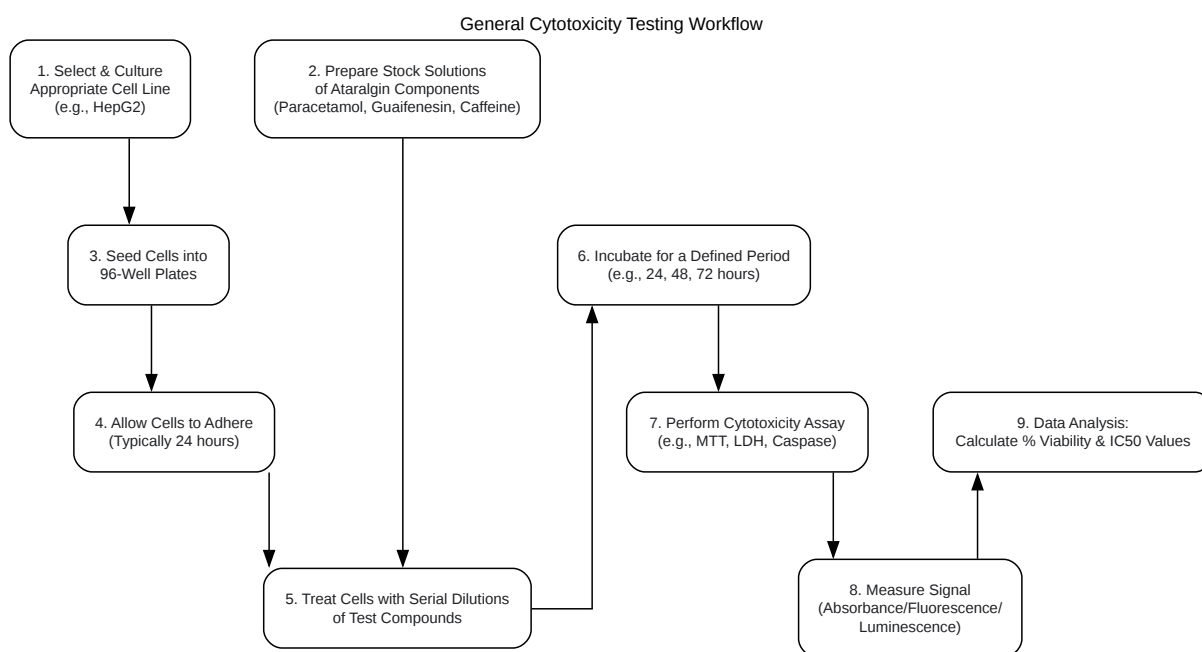 General Cytotoxicity Testing Workflow
1. Select & Culture
Appropriate Cell Line
(e.g., HepG2)
2. Prepare Stock Solutions
of Ataralgin Components
(Paracetamol, Guaifenesin, Caffeine)
3. Seed Cells into
96-Well Plates
4. Allow Cells to Adhere
(Typically 24 hours)
5. Treat Cells with Serial Dilutions
of Test Compounds
6. Incubate for a Defined Period
(e.g., 24, 48, 72 hours)
7. Perform Cytotoxicity Assay
(e.g., MTT, LDH, Caspase)
8. Measure Signal
(Absorbance/Fluorescence/
Luminescence)
9. Data Analysis:
Calculate % Viability & IC50 Values